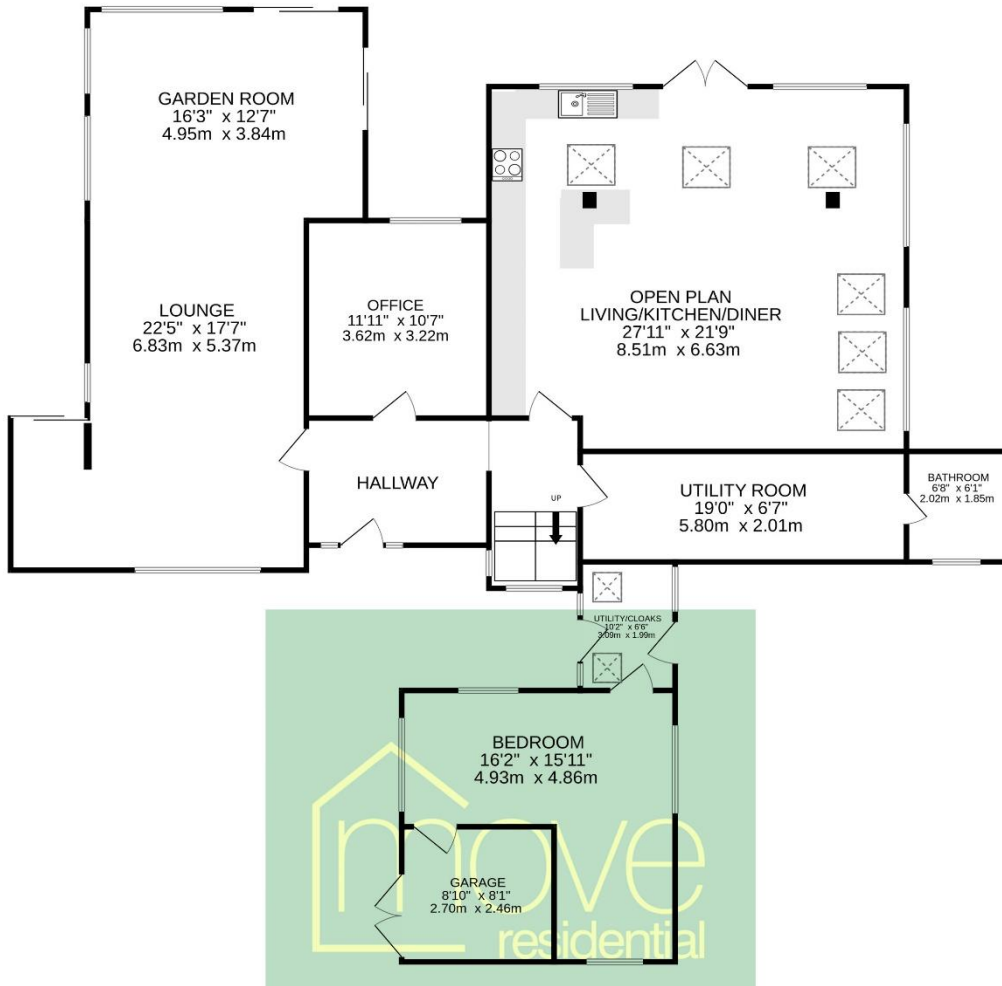 GARDEN ROOM
16'3" x 12'7"
4.95m x 3.84m
LOUNGE
22'5" x 17'7"
6.83m x 5.37m
OFFICE
11'11" x 10'7"
3.62m x 3.22m
OPEN PLAN
LIVING/KITCHEN/DINER
27'11" x 21'9"
8.51m x 6.63m
HALLWAY
UP
UTILITY ROOM
19'0" x 6'7"
5.80m x 2.01m
BATHROOM
6'8" x 6'1"
2.02m x 1.85m
UTILITY/CLOAKS
10'2" x 6'6"
3.09m x 1.99m
BEDROOM
16'2" x 15'11"
4.93m x 4.86m
GARAGE
8'10" x 8'1"
2.70m x 2.46m
move
residential